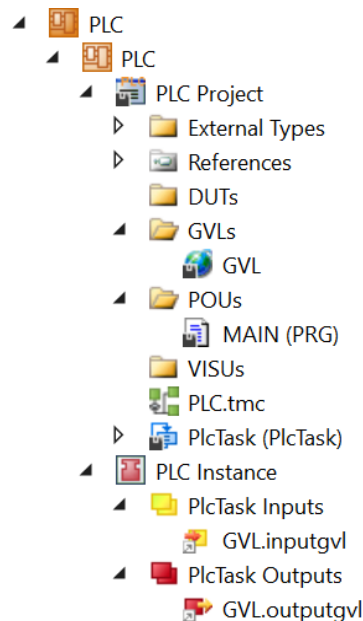 PLC
PLC
PLC Project
External Types
References
DUTs
GVLs
GVL
POUs
MAIN (PRG)
VISUs
PLC.tmc
PlcTask (PlcTask)
PLC Instance
PlcTask Inputs
GVL.inputgvl
PlcTask Outputs
GVL.outputgvl